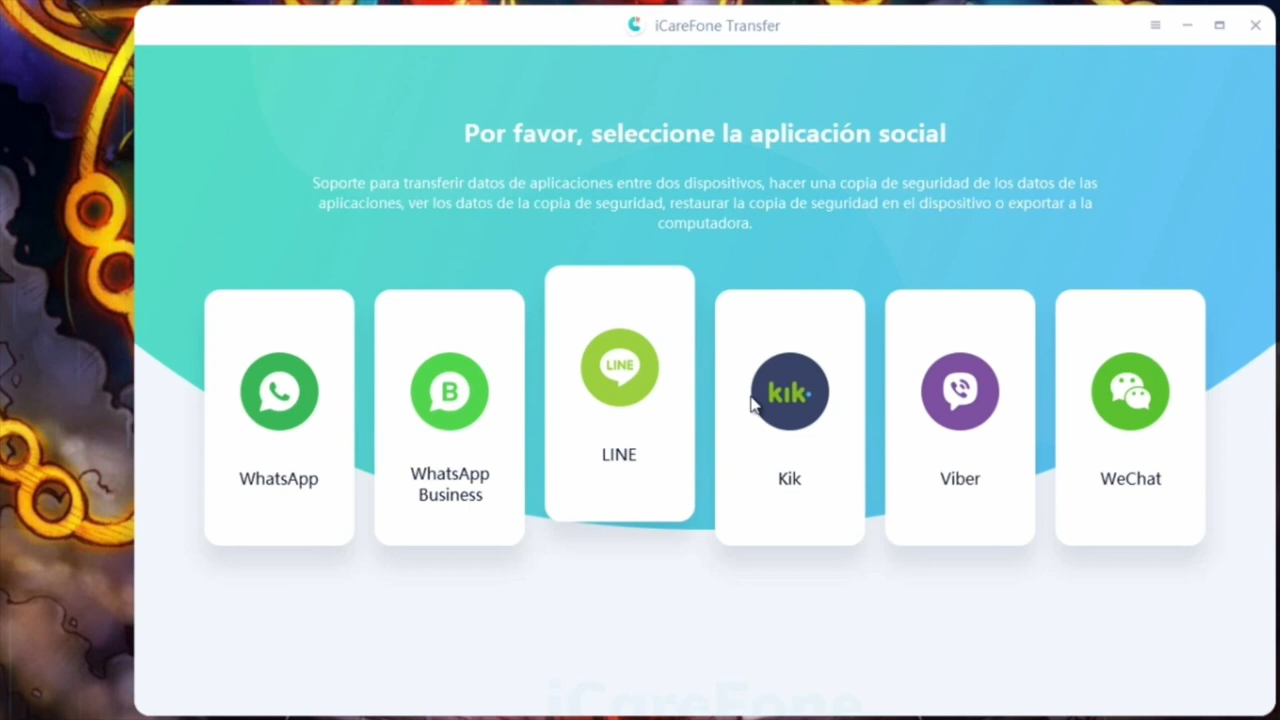 iCareFone Transfer
Por favor, seleccione la aplicación social
Soporte para transferir datos de aplicaciones entre dos dispositivos, hacer una copia de seguridad de los datos de las
aplicaciones, ver los datos de la copia de seguridad, restaurar la copia de seguridad en el dispositivo o exportar a la
computadora.
LINE
kik·
B
WhatsApp
WhatsApp
Business
LINE
Kik
Viber
WeChat
iCareFone